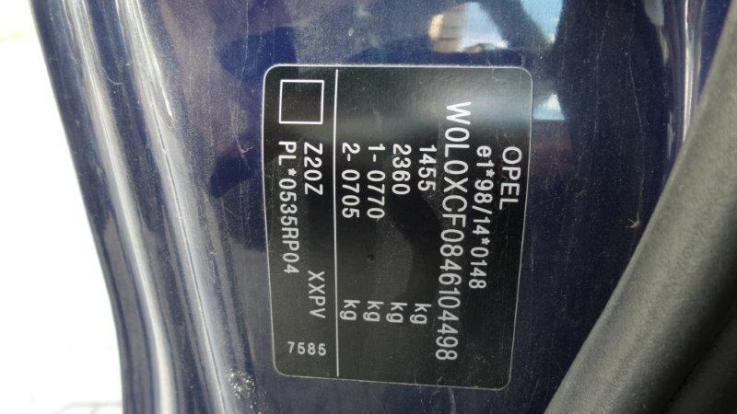 OPEL
e1*98/14*0148
W0L0XCF0846104498
1455 kg
2360 kg
1- 0770 kg
2- 0705 kg
Z20Z XXPV
PL*0535RP04 7585